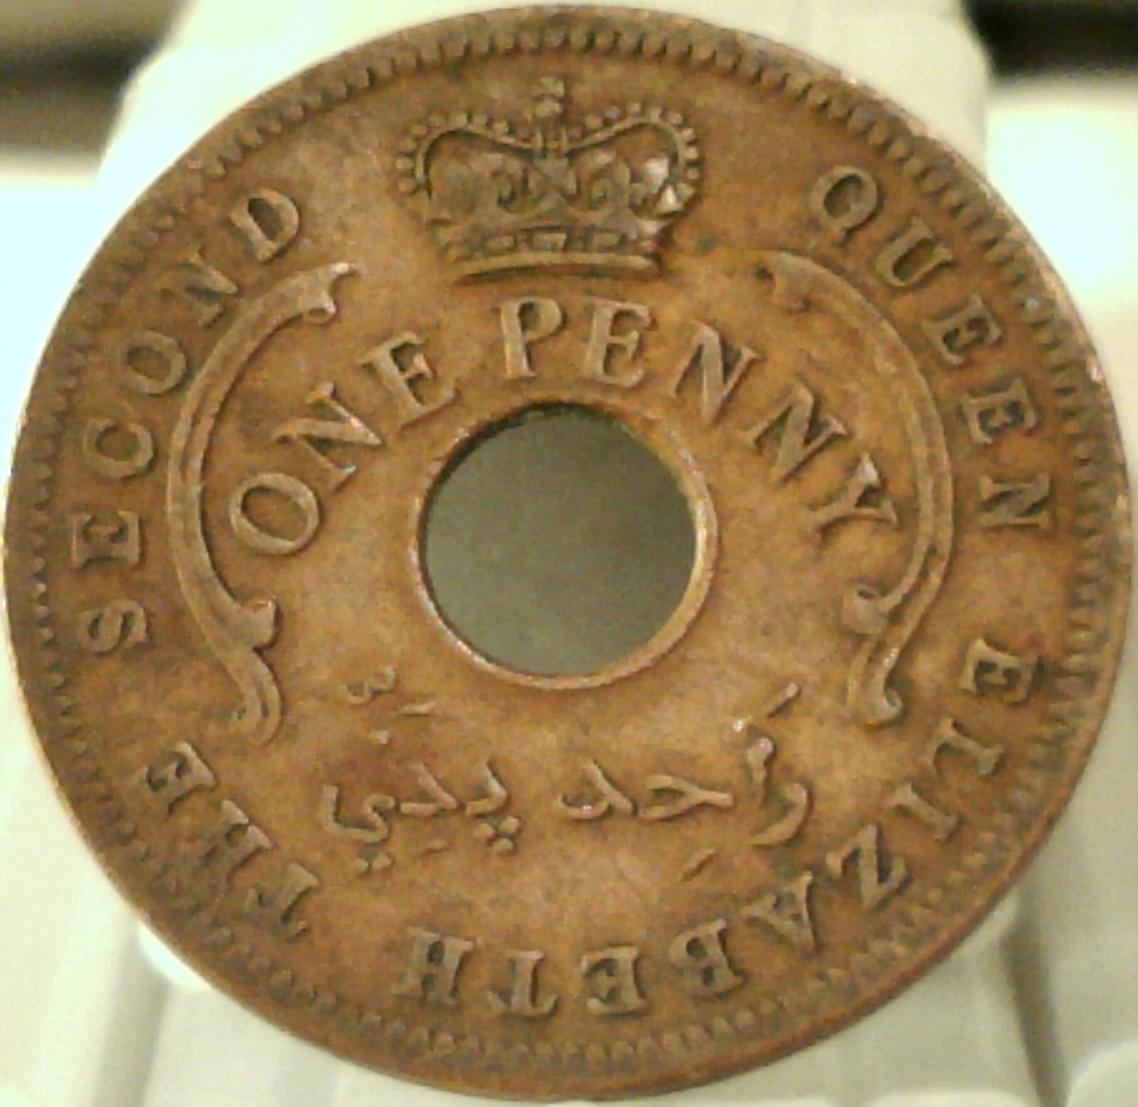 QUEEN ELIZABETH THE SECOND
ONE PENNY